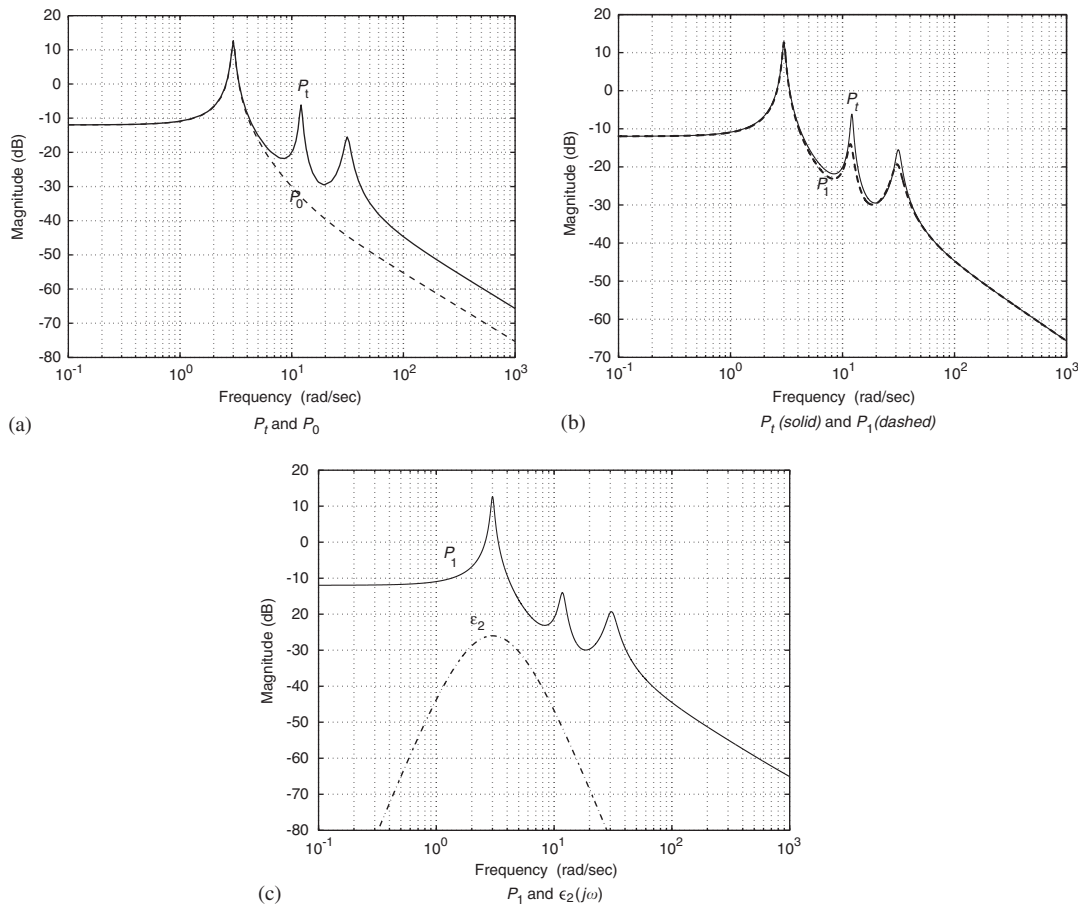 20
10
0
-10
-20
-30
-40
-50
-60
-70
-80
Magnitude (dB)
P_t
P_0
10^-1
10^0
10^1
10^2
10^3
Frequency (rad/sec)
(a)
P_t and P_0
20
10
0
-10
-20
-30
-40
-50
-60
-70
Magnitude (dB)
P_t
P_1
10^-1
10^0
10^1
10^2
10^3
Frequency (rad/sec)
(b)
P_t (solid) and P_1(dashed)
20
10
0
-10
20
-30
-40
-50
-60
-70
-80
Magnitude (dB)
P_1
ε_2
10^-1
10^0
10^1
10^2
10^3
Frequency (rad/sec)
(c)
P_1 and ϵ_2(jω)